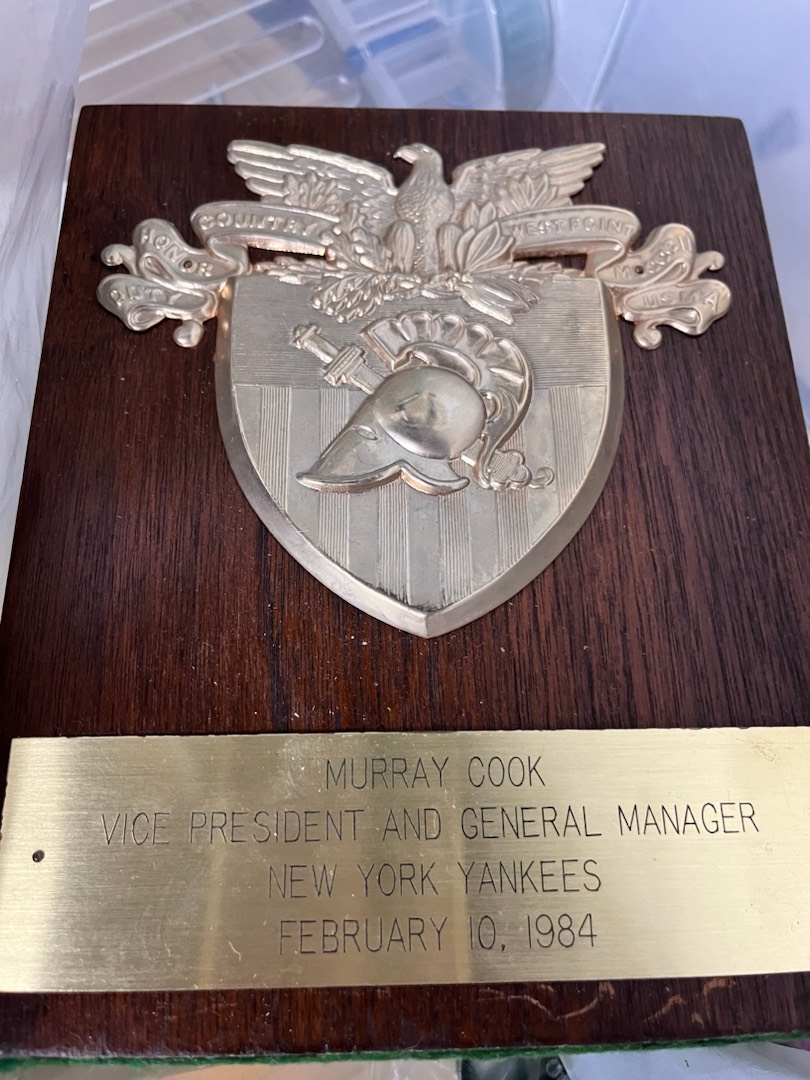 DUTY
HONOR
COUNTRY
WEST POINT
MDCCCII
USMA
MURRAY COOK
VICE PRESIDENT AND GENERAL MANAGER
NEW YORK YANKEES
FEBRUARY 10, 1984